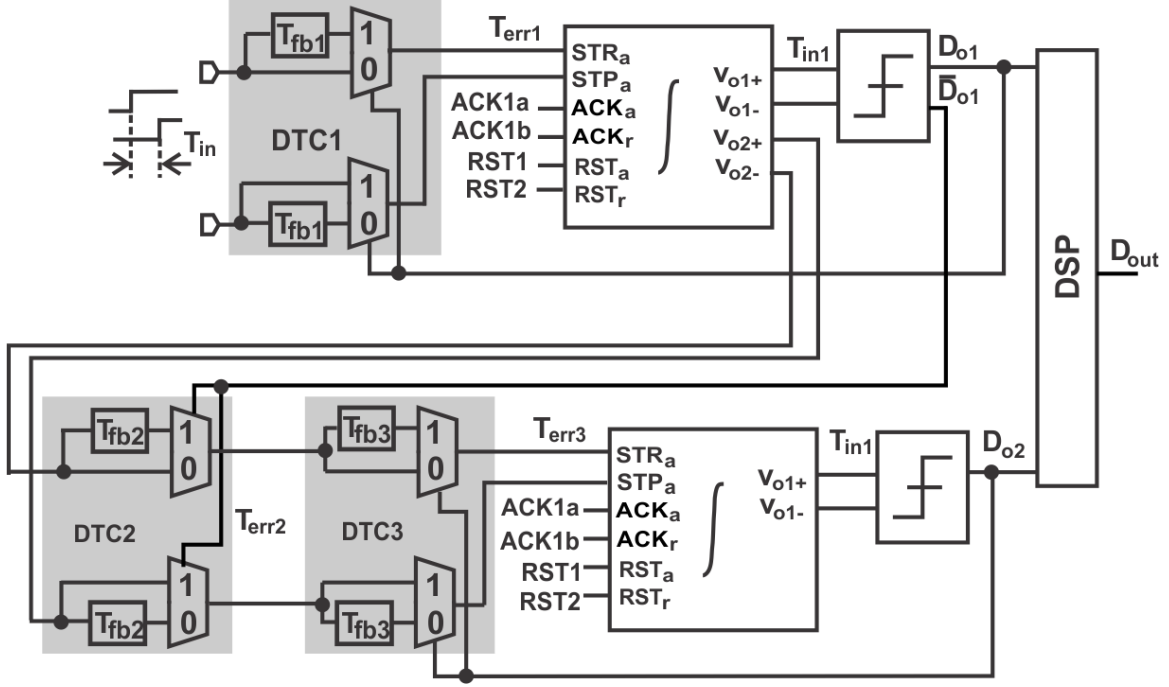 Tfb1
1
0
Terr1
STRa
STPa
ACK1a
ACKa
ACK1b
ACKr
RST1
RSTa
RST2
RSTr
∫
vo1+
vo1-
vo2+
vo2-
Tin1
Do1
D̅o1
Tin
DTC1
1
0
Tfb1
DSP
Dout
Tfb2
1
0
Tfb3
1
0
Terr3
STRa
STPa
ACK1a
ACKa
ACK1b
ACKr
RST1
RSTa
RST2
RSTr
∫
vo1+
vo1-
Tin1
Do2
DTC2
Terr2
DTC3
1
0
Tfb2
1
0
Tfb3